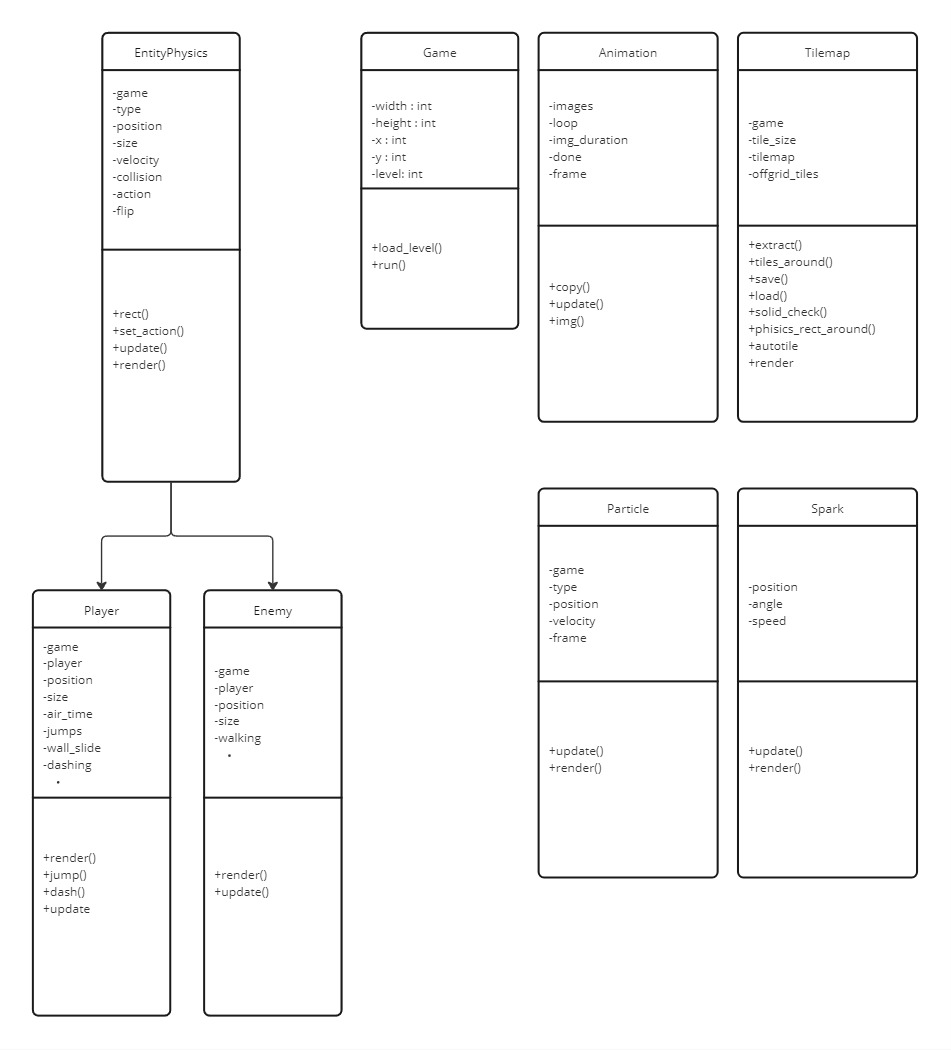 EntityPhysics
-game
-type
-position
-size
-velocity
-collision
-action
-flip
+rect()
+set_action()
+update()
+render()
Game
-width : int
-height : int
-x : int
-y : int
-level: int
+load_level()
+run()
Animation
-images
-loop
-img_duration
-done
-frame
+copy()
+update()
+img()
Tilemap
-game
-tile_size
-tilemap
-offgrid_tiles
+extract()
+tiles_around()
+save()
+load()
+solid_check()
+phisics_rect_around()
+autotile
+render
Player
-game
-player
-position
-size
-air_time
-jumps
-wall_slide
-dashing
•
+render()
+jump()
+dash()
+update
Enemy
-game
-player
-position
-size
-walking
•
+render()
+update()
Particle
-game
-type
-position
-velocity
-frame
+update()
+render()
Spark
-position
-angle
-speed
+update()
+render()